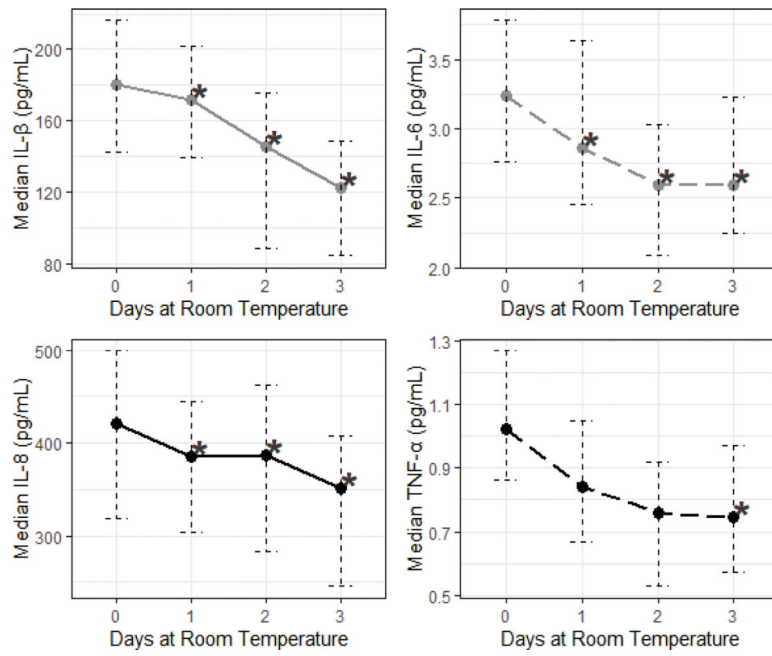 Median IL-β (pg/mL)
200
160
120
80
0 1 2 3
Days at Room Temperature
*
*
*
Median IL-6 (pg/mL)
3.5
3.0
2.5
2.0
0 1 2 3
Days at Room Temperature
*
*
*
Median IL-8 (pg/mL)
500
400
300
0 1 2 3
Days at Room Temperature
*
*
*
Median TNF-α (pg/mL)
1.3
1.1
0.9
0.7
0.5
0 1 2 3
Days at Room Temperature
*